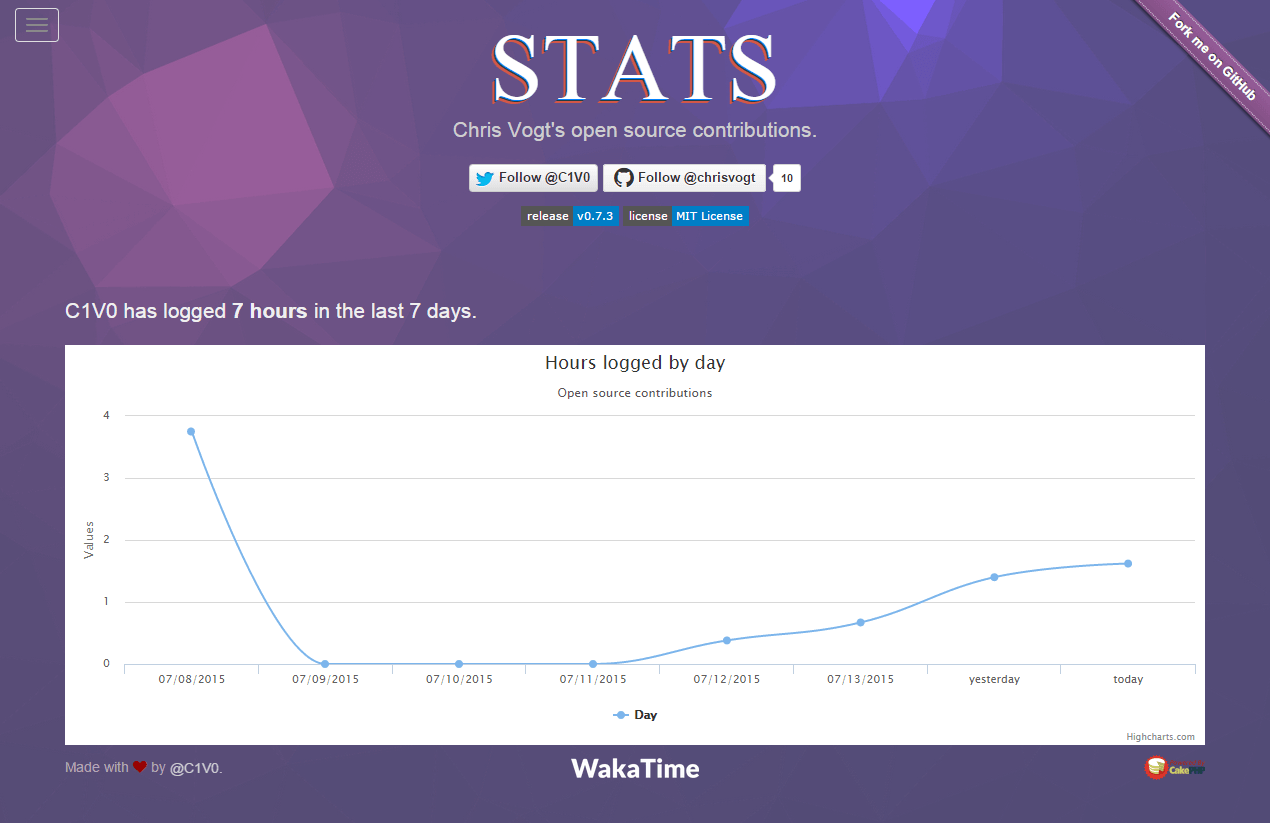 STATS
Fork me on GitHub
Chris Vogt's open source contributions.
Follow @C1V0 Follow @chrisvogt 10
release v0.7.3 license MIT License
C1V0 has logged 7 hours in the last 7 days.
Hours logged by day
Open source contributions
4
3
2
1
0
Values
07/08/2015 07/09/2015 07/10/2015 07/11/2015 07/12/2015 07/13/2015 yesterday today
Day
Highcharts.com
Made with ❤ by @C1V0.
WakaTime
CakePHP